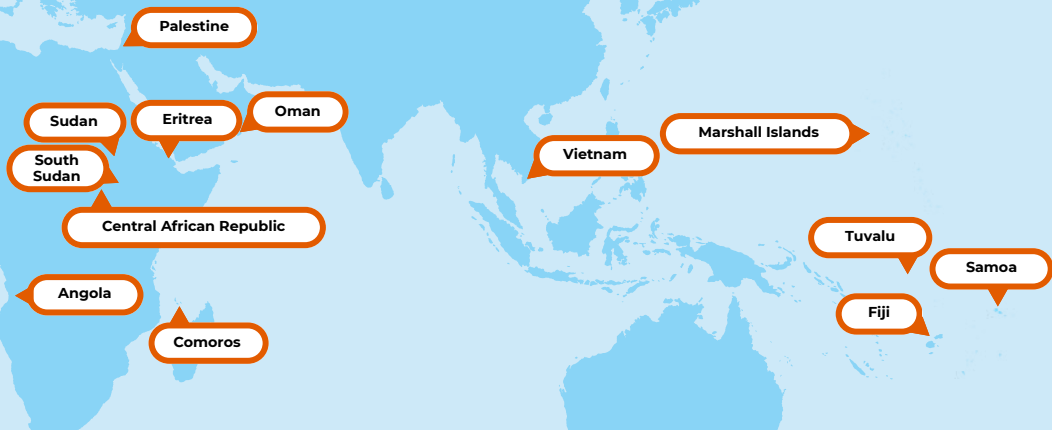 Palestine
Sudan
Eritrea
Oman
Marshall Islands
Vietnam
South
Sudan
Central African Republic
Tuvalu
Samoa
Angola
Fiji
Comoros